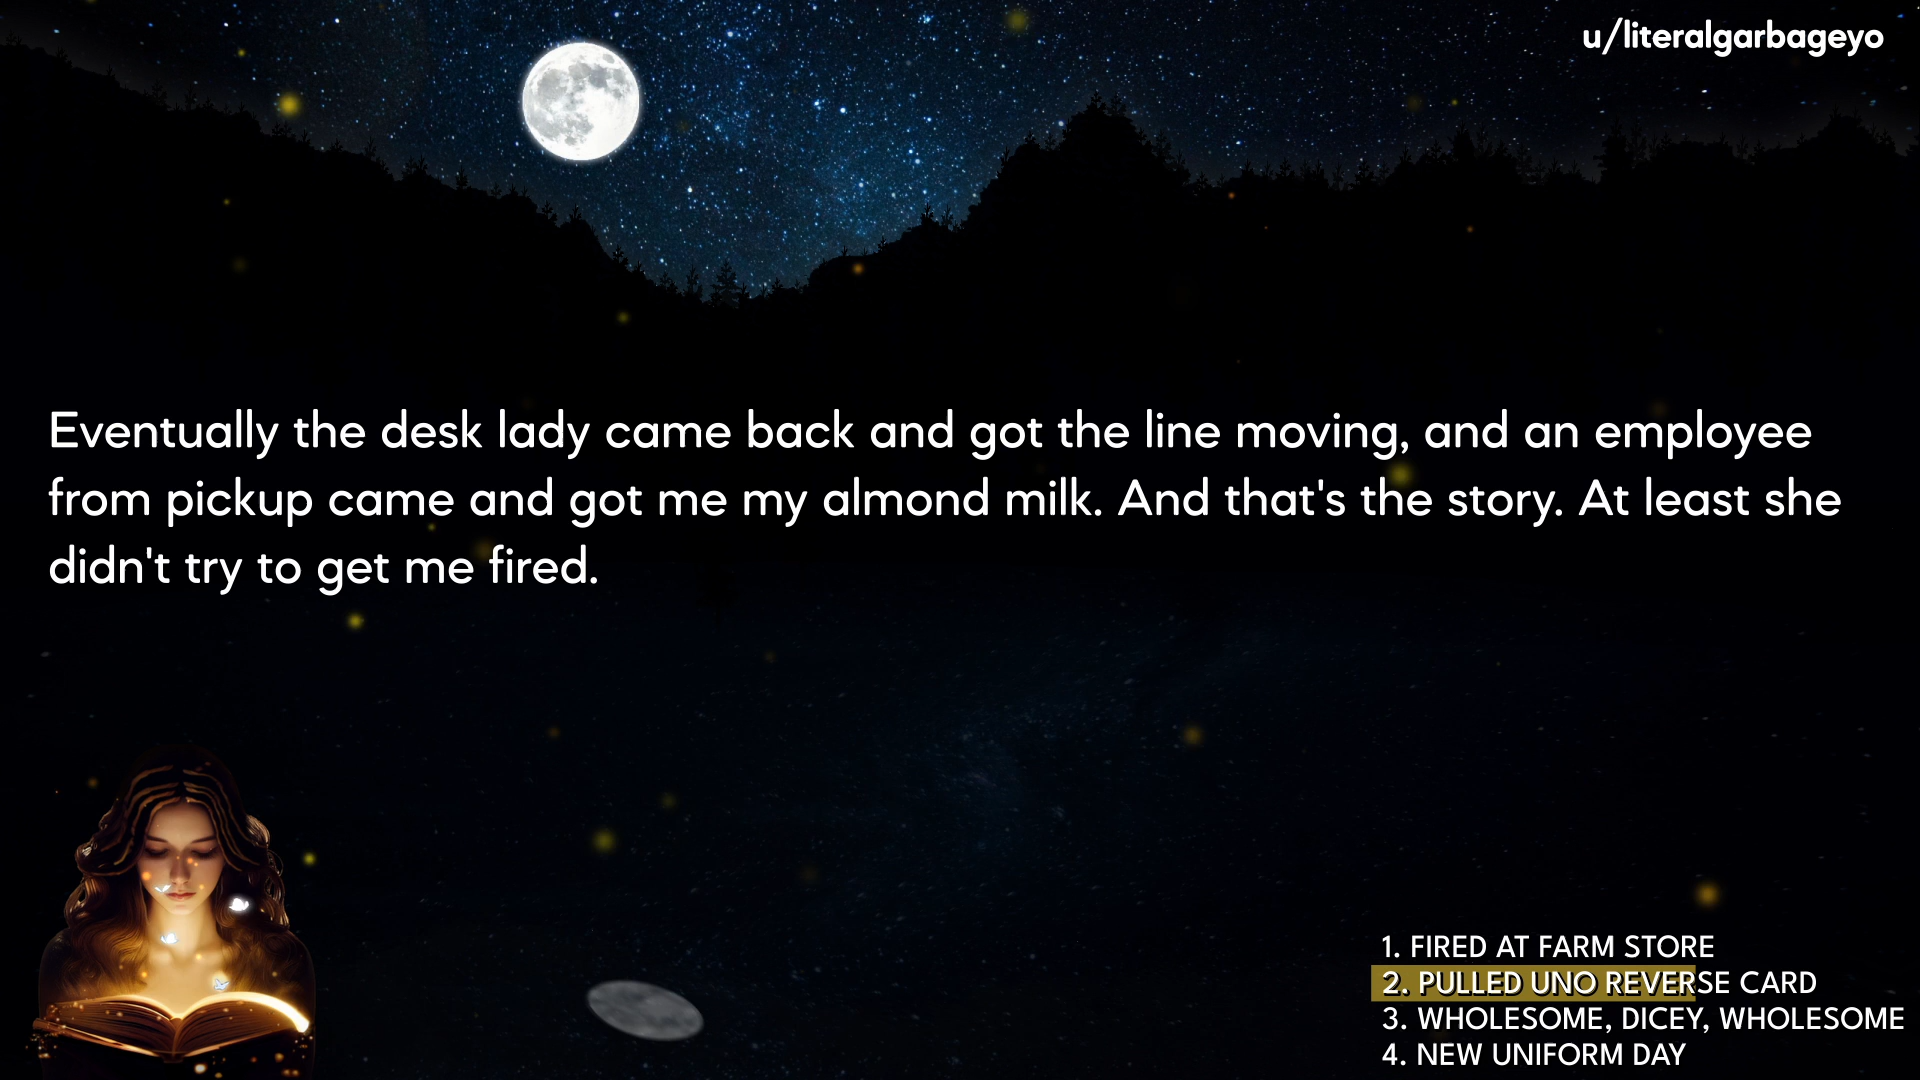 u/literalgarbageyo
Eventually the desk lady came back and got the line moving, and an employee
from pickup came and got me my almond milk. And that's the story. At least she
didn't try to get me fired.
1. FIRED AT FARM STORE
2. PULLED UNO REVERSE CARD
3. WHOLESOME, DICEY, WHOLESOME
4. NEW UNIFORM DAY